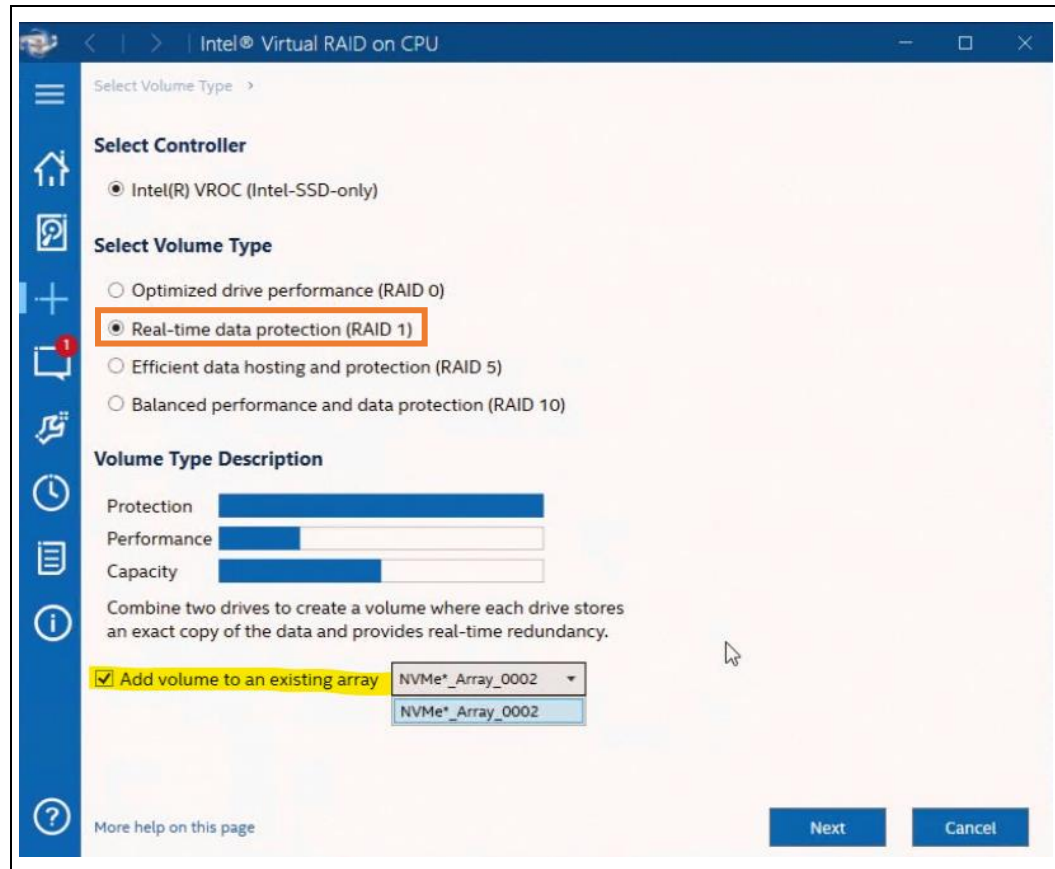 Intel® Virtual RAID on CPU
Select Volume Type
Select Controller
Intel(R) VROC (Intel-SSD-only)
Select Volume Type
Optimized drive performance (RAID 0)
Real-time data protection (RAID 1)
1
Efficient data hosting and protection (RAID 5)
Balanced performance and data protection (RAID 10)
Volume Type Description
Protection
Performance
Capacity
Combine two drives to create a volume where each drive stores
an exact copy of the data and provides real-time redundancy.
Add volume to an existing array NVMe*_Array_0002
NVMe*_Array_0002
More help on this page Next Cancel